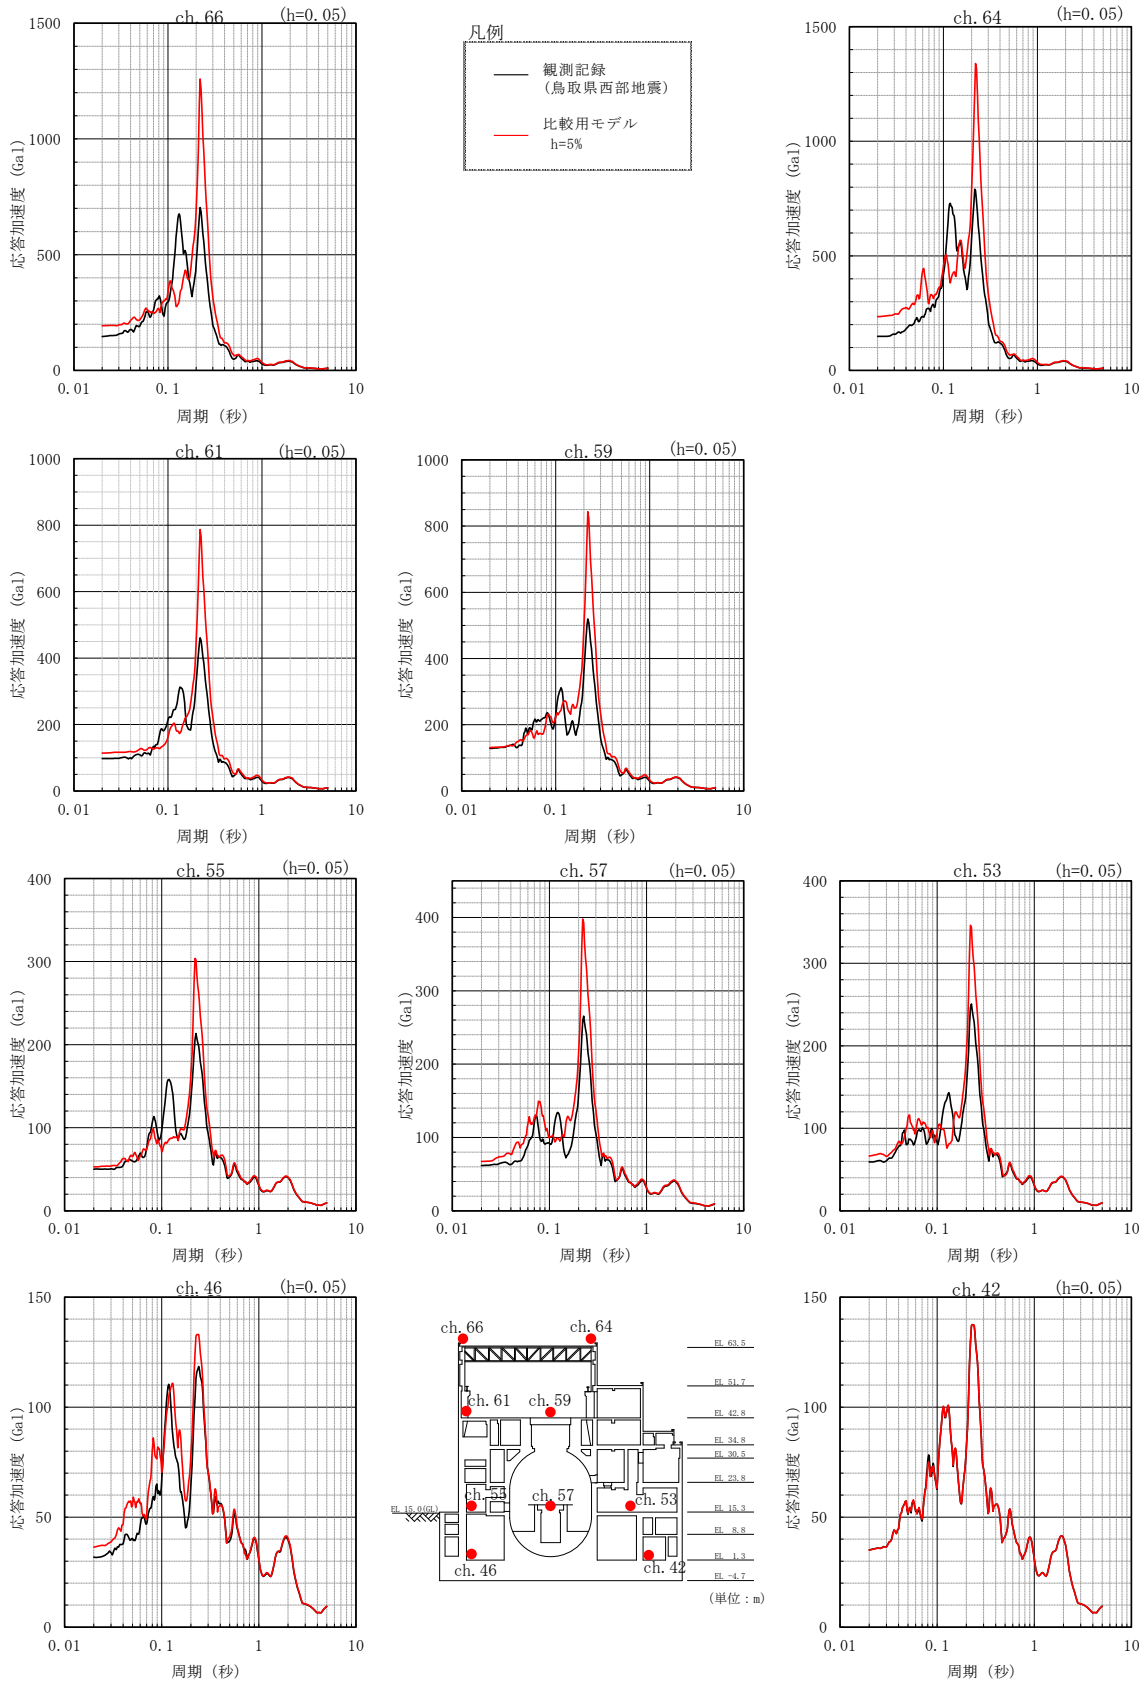 ch.66 (h=0.05)
1500
1000
500
0
0.01 0.1 1 10
応答加速度 (Gal)
周期 (秒)
凡例
観測記録
(鳥取県西部地震)
比較用モデル
h=5%
ch.64 (h=0.05)
1500
1000
500
0
0.01 0.1 1 10
応答加速度 (Gal)
周期 (秒)
ch.61 (h=0.05)
1000
800
600
400
200
0
0.01 0.1 1 10
応答加速度 (Gal)
周期 (秒)
ch.59 (h=0.05)
1000
800
600
400
200
0
0.01 0.1 1 10
応答加速度 (Gal)
周期 (秒)
ch.55 (h=0.05)
400
300
200
100
0
0.01 0.1 1 10
応答加速度 (Gal)
周期 (秒)
ch.57 (h=0.05)
400
300
200
100
0
0.01 0.1 1 10
応答加速度 (Gal)
周期 (秒)
ch.53 (h=0.05)
400
300
200
100
0
0.01 0.1 1 10
応答加速度 (Gal)
周期 (秒)
ch.46 (h=0.05)
150
100
50
0
0.01 0.1 1 10
応答加速度 (Gal)
周期 (秒)
ch.66 ch.64
EL 63.5
EL 51.7
ch.61 ch.59
EL 42.8
EL 34.8
EL 30.5
EL 23.8
ch.55 ch.57 ch.53
EL 15.0(GL)
EL 15.3
EL 8.8
ch.46 ch.42
EL 1.3
EL -4.7
(単位：m)
ch.42 (h=0.05)
150
100
50
0
0.01 0.1 1 10
応答加速度 (Gal)
周期 (秒)